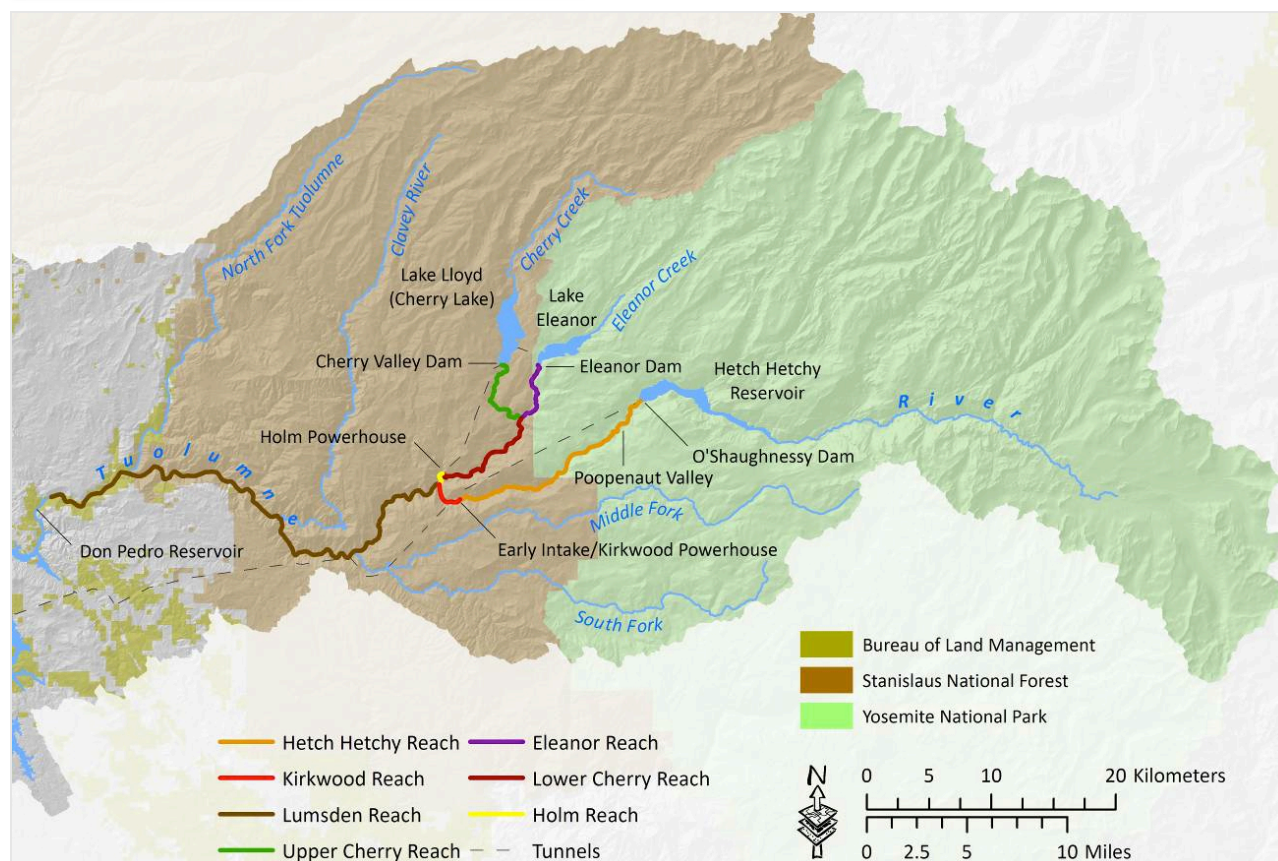 North Fork Tuolumne
Clavey River
Cherry Creek
Eleanor Creek
Lake Lloyd
(Cherry Lake)
Lake
Eleanor
Cherry Valley Dam
Eleanor Dam
Hetch Hetchy
Reservoir
River
Holm Powerhouse
O'Shaughnessy Dam
Tuolumne
Poopenaut Valley
Middle Fork
Don Pedro Reservoir
Early Intake/Kirkwood Powerhouse
South Fork
Bureau of Land Management
Stanislaus National Forest
Yosemite National Park
Hetch Hetchy Reach
Eleanor Reach
Kirkwood Reach
Lower Cherry Reach
Lumsden Reach
Holm Reach
Upper Cherry Reach
Tunnels
N
0 5 10 20 Kilometers
0 2.5 5 10 Miles